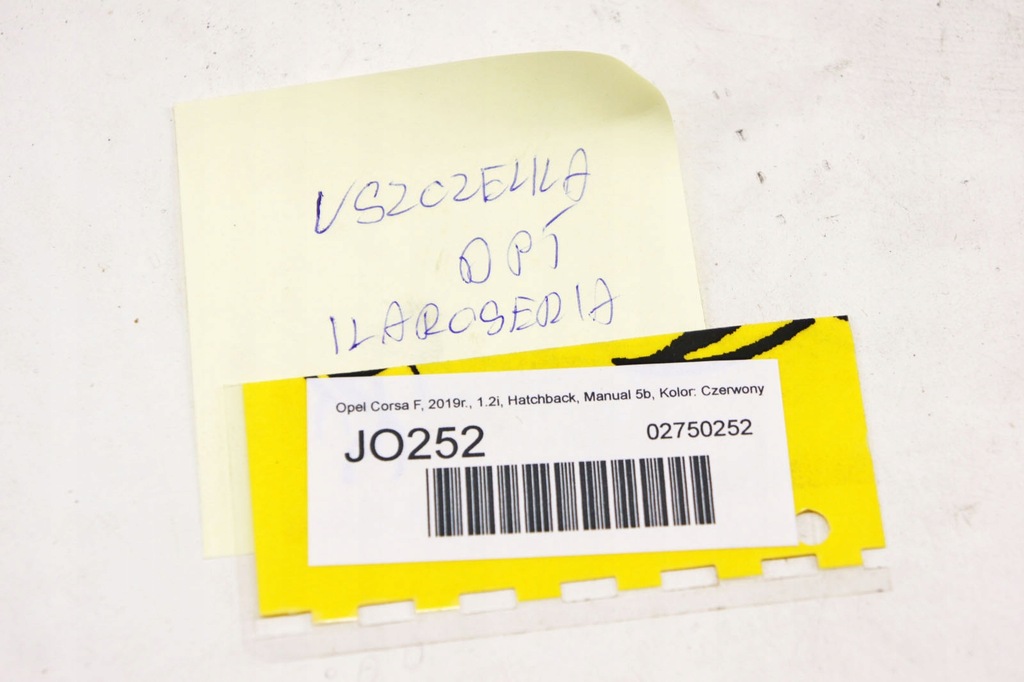 USZCZELKA
DPT
KAROSERIA
Opel Corsa F, 2019r., 1.2i, Hatchback, Manual 5b, Kolor: Czerwony
JO252
02750252